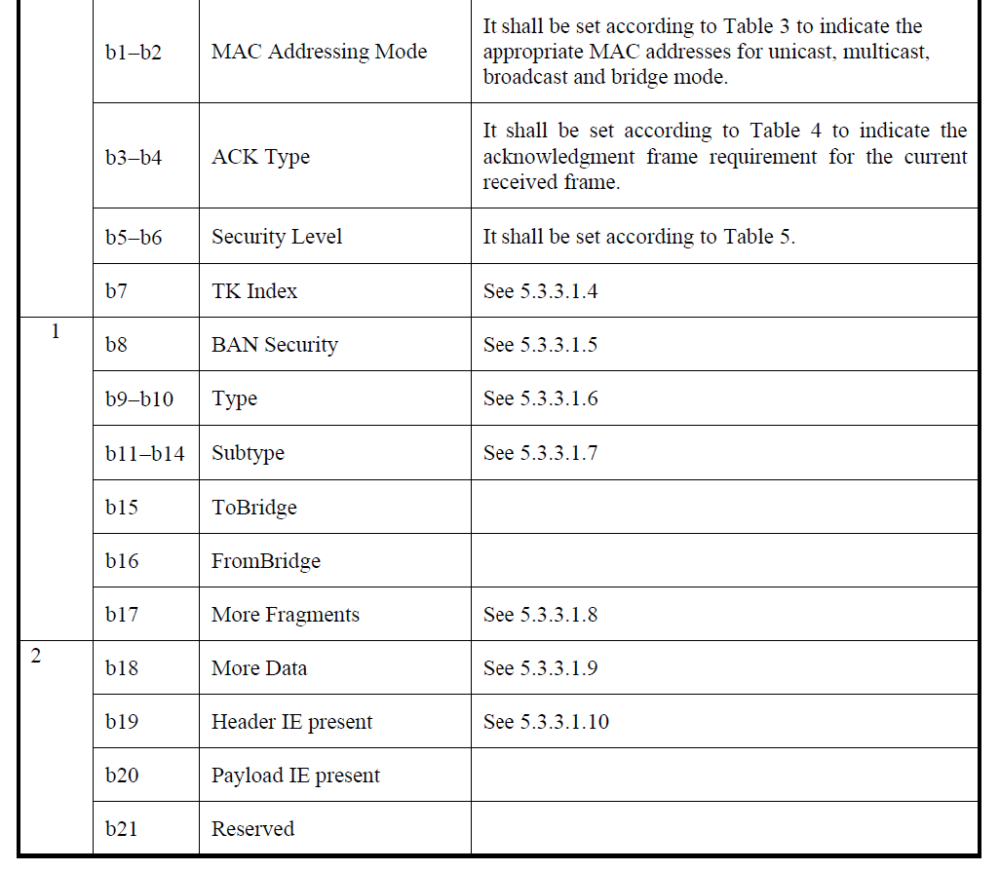 b1–b2 MAC Addressing Mode It shall be set according to Table 3 to indicate the
appropriate MAC addresses for unicast, multicast,
broadcast and bridge mode.
b3–b4 ACK Type It shall be set according to Table 4 to indicate the
acknowledgment frame requirement for the current
received frame.
b5–b6 Security Level It shall be set according to Table 5.
b7 TK Index See 5.3.3.1.4
1 b8 BAN Security See 5.3.3.1.5
b9–b10 Type See 5.3.3.1.6
b11–b14 Subtype See 5.3.3.1.7
b15 ToBridge
b16 FromBridge
b17 More Fragments See 5.3.3.1.8
2 b18 More Data See 5.3.3.1.9
b19 Header IE present See 5.3.3.1.10
b20 Payload IE present
b21 Reserved